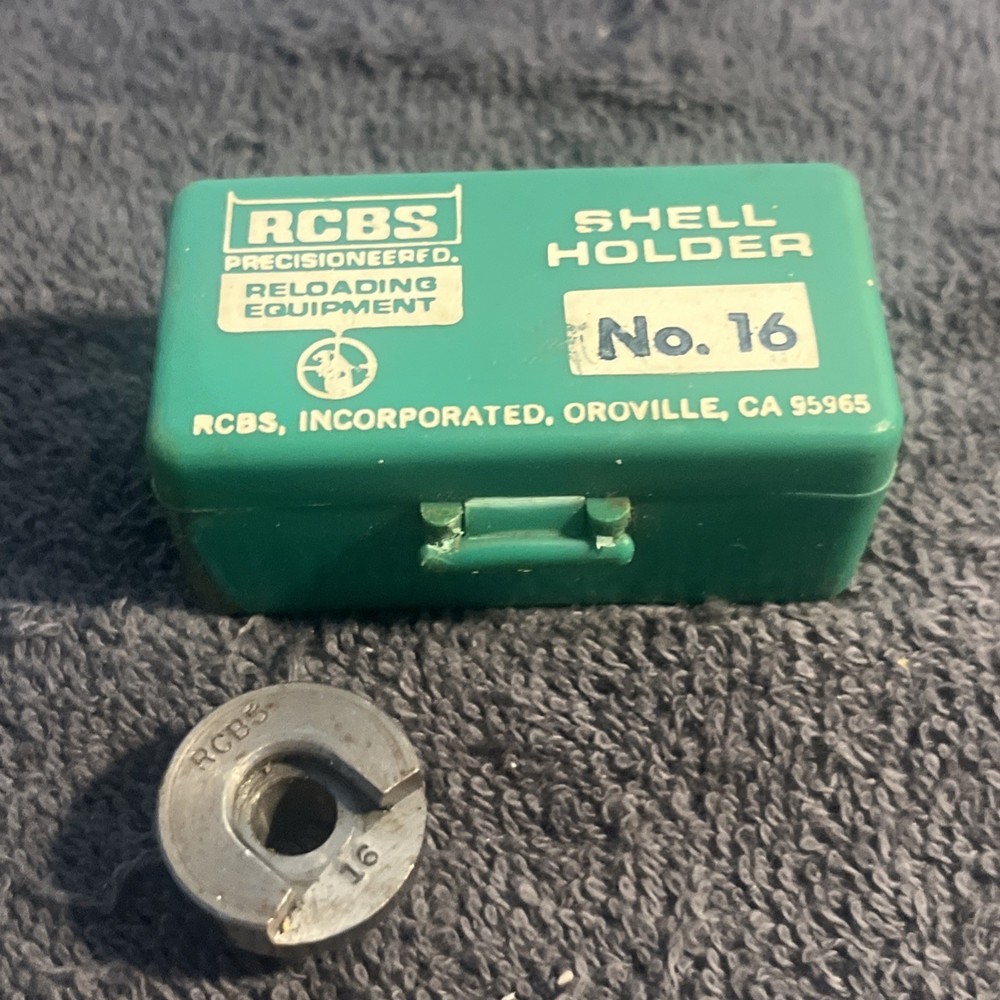 RCBS
PRECISIONEERED.
RELOADING
EQUIPMENT
SHELL
HOLDER
No. 16
RCBS, INCORPORATED, OROVILLE, CA 95965
RCBS
16